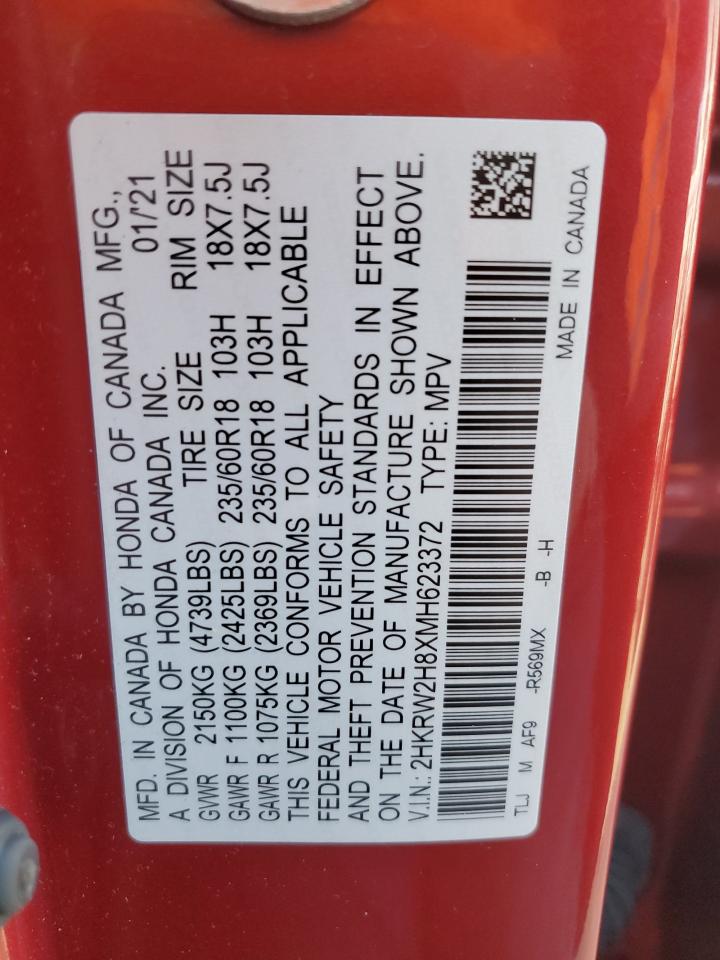 MFD. IN CANADA BY HONDA OF CANADA MFG.,
A DIVISION OF HONDA CANADA INC. 01/'21
GVWR 2150KG (4739LBS) TIRE SIZE RIM SIZE
GAWR F 1100KG (2425LBS) 235/60R18 103H 18X7.5J
GAWR R 1075KG (2369LBS) 235/60R18 103H 18X7.5J
THIS VEHICLE CONFORMS TO ALL APPLICABLE
FEDERAL MOTOR VEHICLE SAFETY
AND THEFT PREVENTION STANDARDS IN EFFECT
ON THE DATE OF MANUFACTURE SHOWN ABOVE.
V.I.N.: 2HKRW2H8XMH623372 TYPE: MPV
TLJ M AF9 -R569MX -B -H
MADE IN CANADA